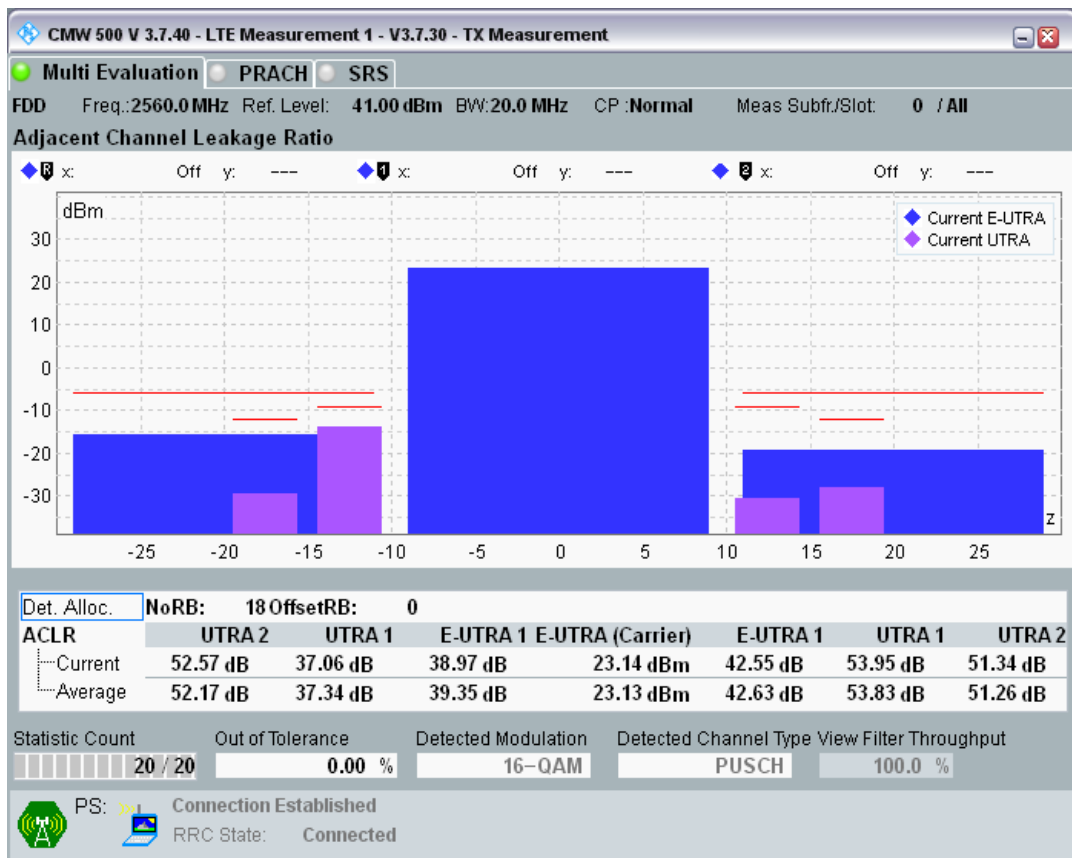 CMW 500 V 3.7.40 - LTE Measurement 1 - V3.7.30 - TX Measurement
Multi Evaluation PRACH SRS
FDD Freq.:2560.0 MHz Ref. Level: 41.00 dBm BW:20.0 MHz CP :Normal Meas Subfr./Slot: 0 / All
Adjacent Channel Leakage Ratio
R x: Off y: --- 1 x: Off y: --- 2 x: Off y: ---
dBm
Current E-UTRA
Current UTRA
30
20
10
0
-10
-20
-30
z
-25 -20 -15 -10 -5 0 5 10 15 20 25
Det. Alloc. NoRB: 18 OffsetRB: 0
ACLR UTRA 2 UTRA 1 E-UTRA 1 E-UTRA (Carrier) E-UTRA 1 UTRA 1 UTRA 2
Current 52.57 dB 37.06 dB 38.97 dB 23.14 dBm 42.55 dB 53.95 dB 51.34 dB
Average 52.17 dB 37.34 dB 39.35 dB 23.13 dBm 42.63 dB 53.83 dB 51.26 dB
Statistic Count Out of Tolerance Detected Modulation Detected Channel Type View Filter Throughput
20 / 20 0.00 % 16-QAM PUSCH 100.0 %
PS: Connection Established
RRC State: Connected